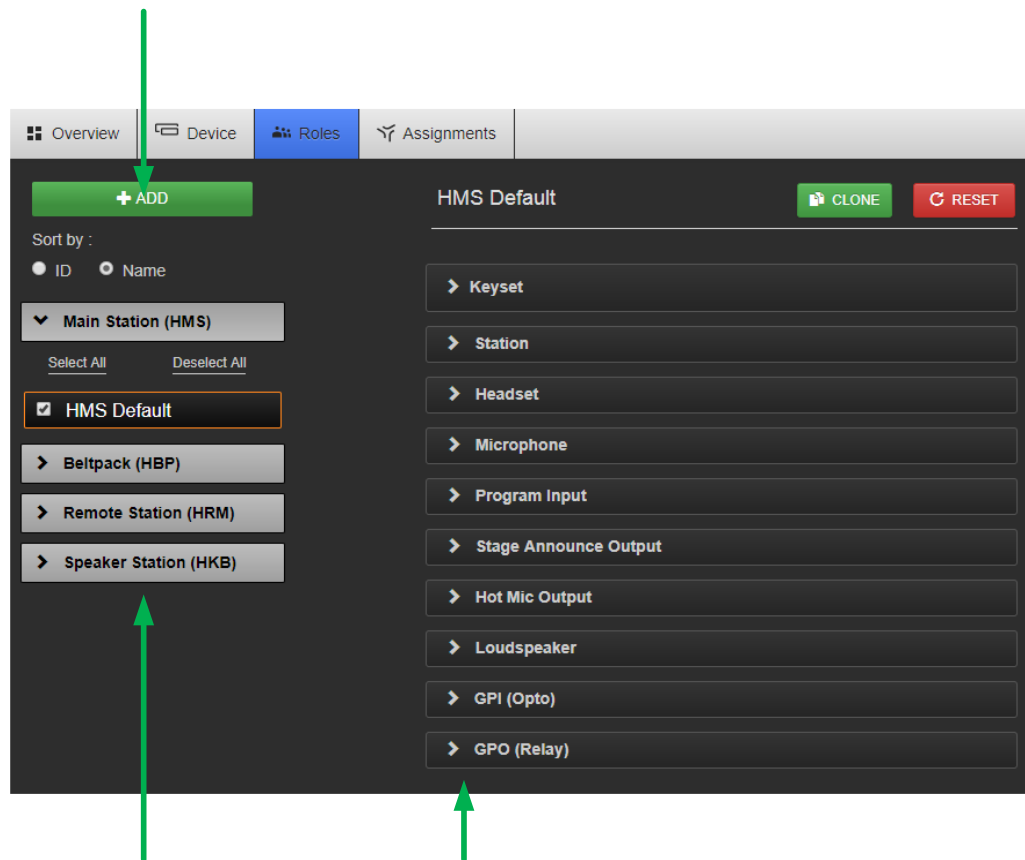 Overview Device Roles Assignments
ADD
Sort by :
ID Name
Main Station (HMS)
Select All Deselect All
HMS Default
Beltpack (HBP)
Remote Station (HRM)
Speaker Station (HKB)
HMS Default CLONE RESET
Keyset
Station
Headset
Microphone
Program Input
Stage Announce Output
Hot Mic Output
Loudspeaker
GPI (Opto)
GPO (Relay)